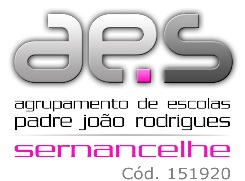 ae.s
agrupamento de escolas
padre joão rodrigues
sernancelhe
Cód. 151920